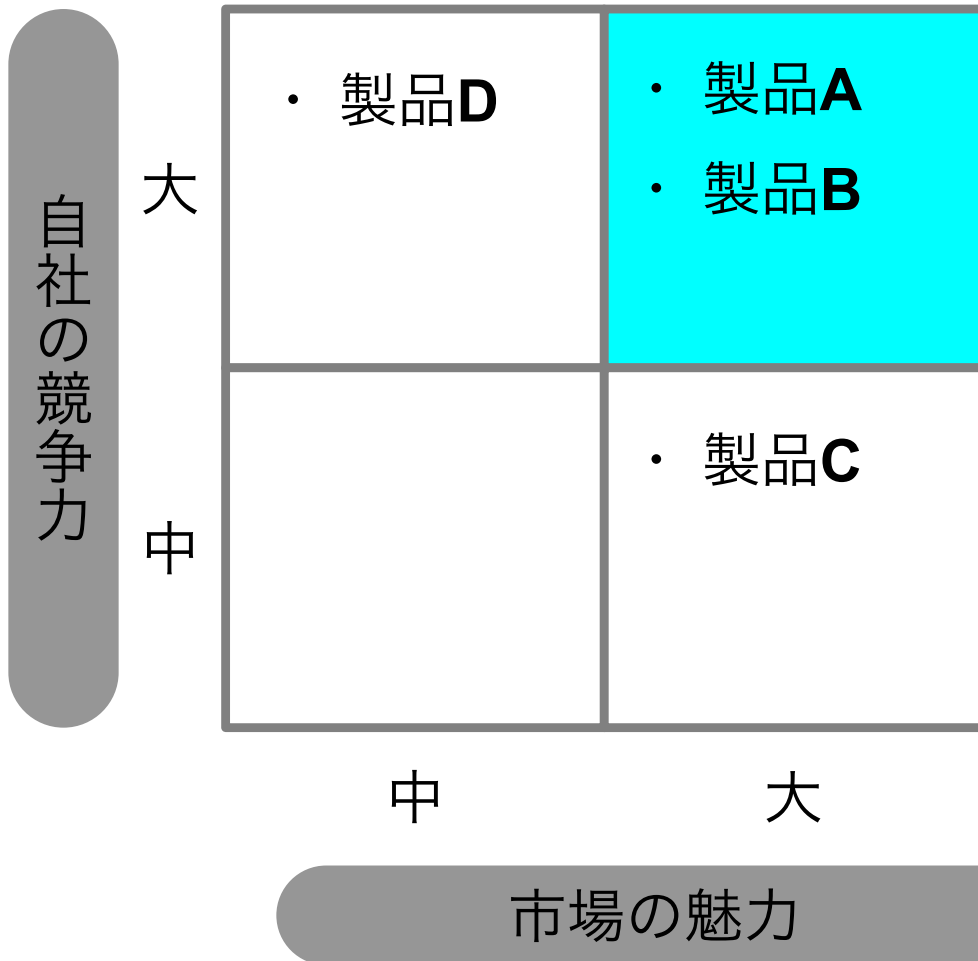 自社の競争力
大
・ 製品D
・ 製品A
・ 製品B
中
・ 製品C
中
大
市場の魅力